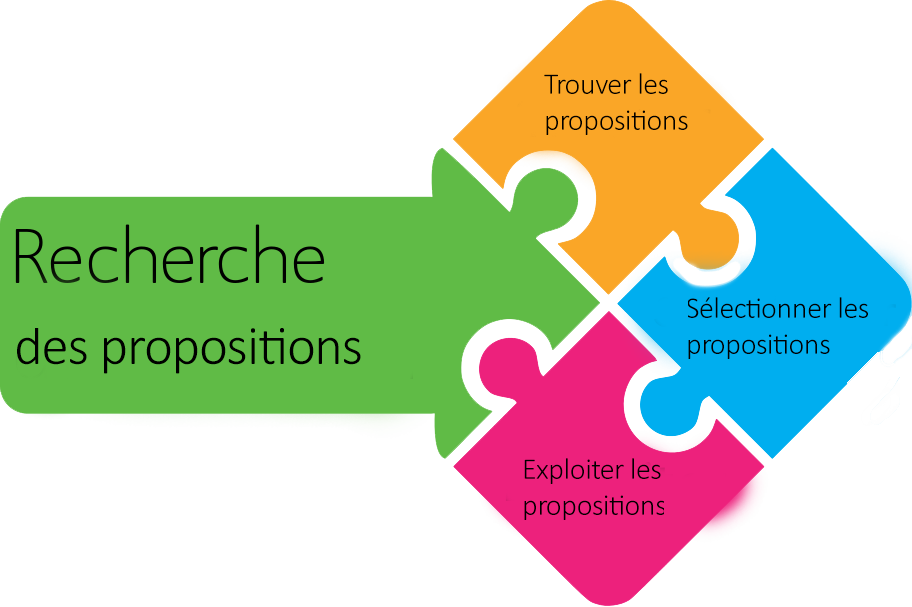 Recherche
des propositions
Trouver les
propositions
Sélectionner les
propositions
Exploiter les
propositions